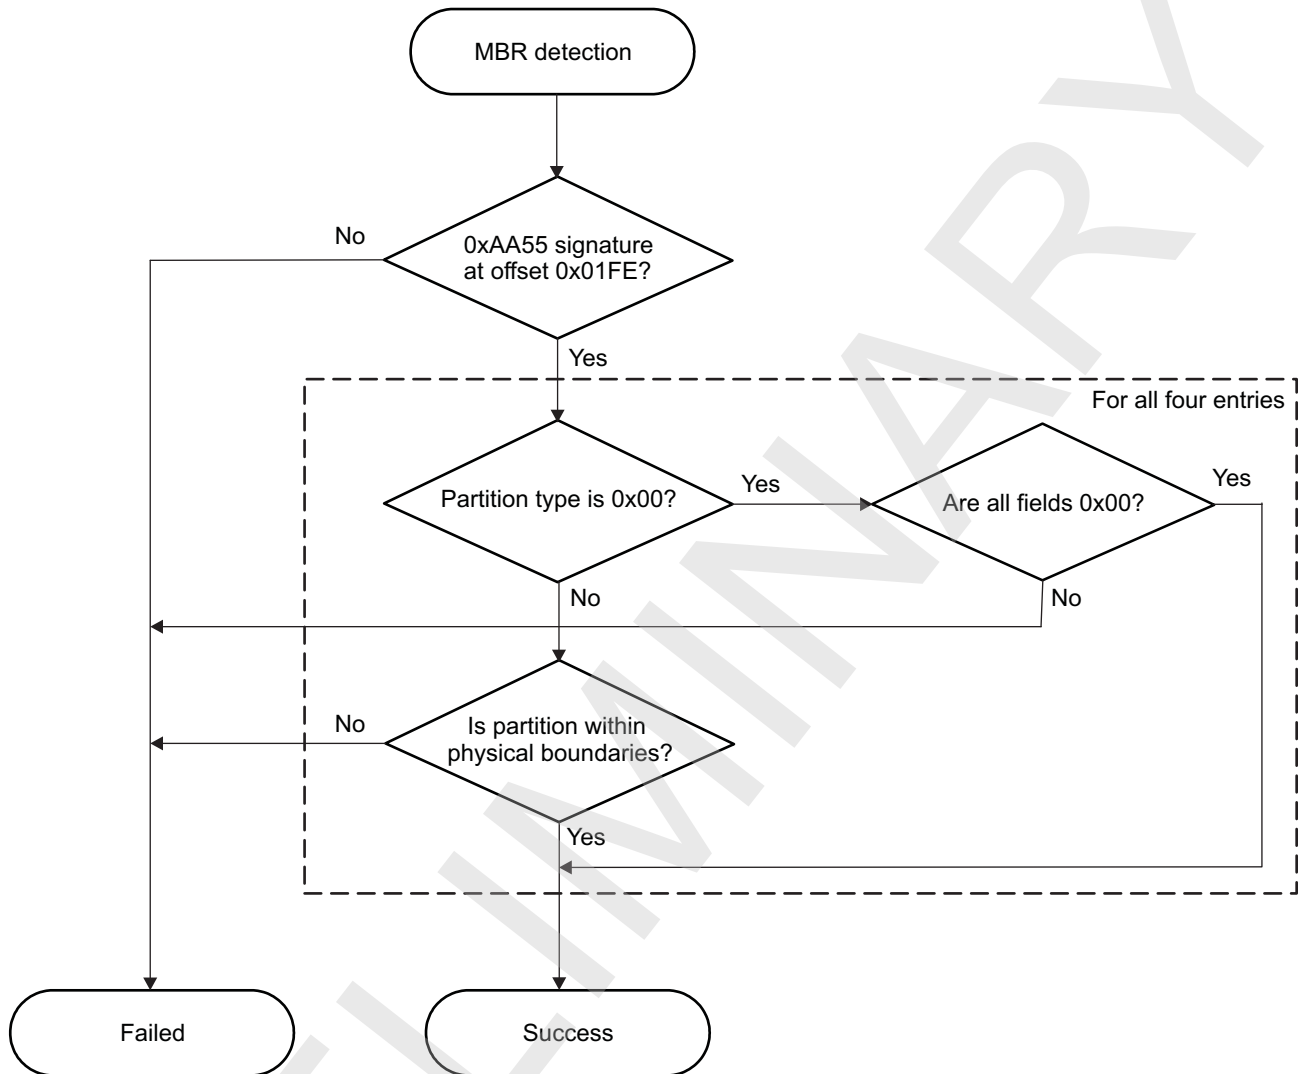 MBR detection
No
0xAA55 signature
at offset 0x01FE?
Yes
For all four entries
Partition type is 0x00?
Yes
Are all fields 0x00?
Yes
No
No
No
Is partition within
physical boundaries?
Yes
Failed
Success
ELIMINARY